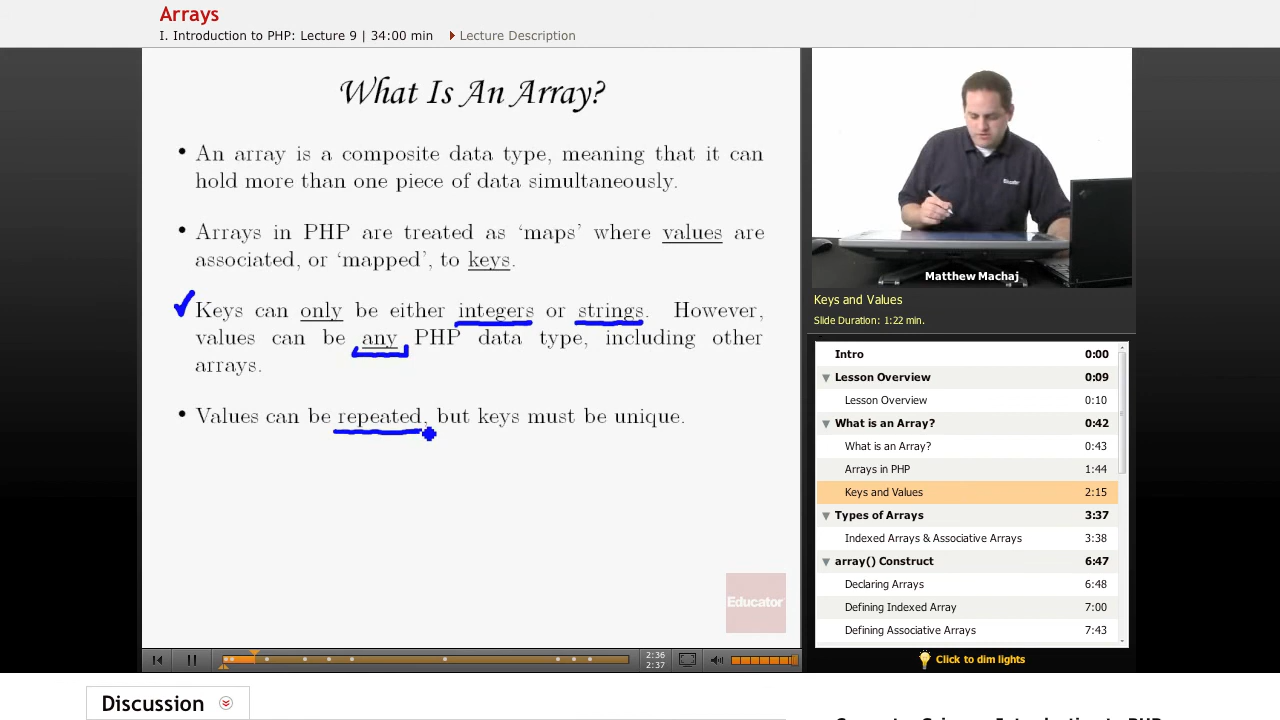 Arrays
I. Introduction to PHP: Lecture 9 | 34:00 min Lecture Description
What Is An Array?
• An array is a composite data type, meaning that it can
hold more than one piece of data simultaneously.
• Arrays in PHP are treated as ‘maps’ where values are
associated, or ‘mapped’, to keys.
Keys can only be either integers or strings. However,
values can be any PHP data type, including other
arrays.
• Values can be repeated, but keys must be unique.
Educator
2:36
2:37
Matthew Machaj
Keys and Values
Slide Duration: 1:22 min.
Intro 0:00
Lesson Overview 0:09
Lesson Overview 0:10
What is an Array? 0:42
What is an Array? 0:43
Arrays in PHP 1:44
Keys and Values 2:15
Types of Arrays 3:37
Indexed Arrays & Associative Arrays 3:38
array() Construct 6:47
Declaring Arrays 6:48
Defining Indexed Array 7:00
Defining Associative Arrays 7:43
Click to dim lights
Discussion